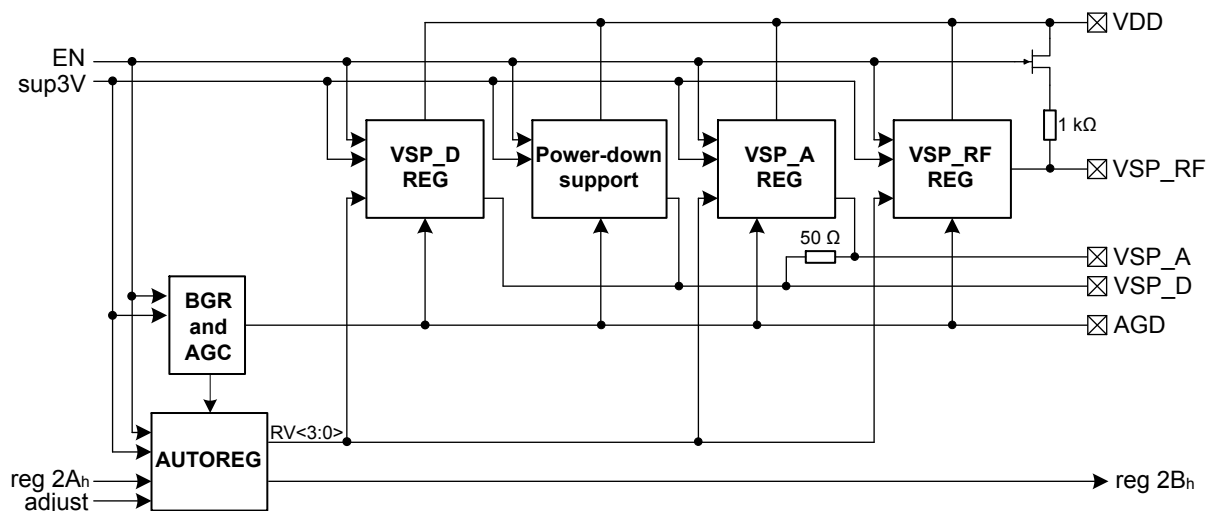 VDD
EN
sup3V
1 kΩ
VSP_D
REG
Power-down
support
VSP_A
REG
VSP_RF
REG
VSP_RF
50 Ω
VSP_A
VSP_D
BGR
and
AGC
AGD
RV<3:0>
AUTOREG
reg 2Ah
reg 2Bh
adjust